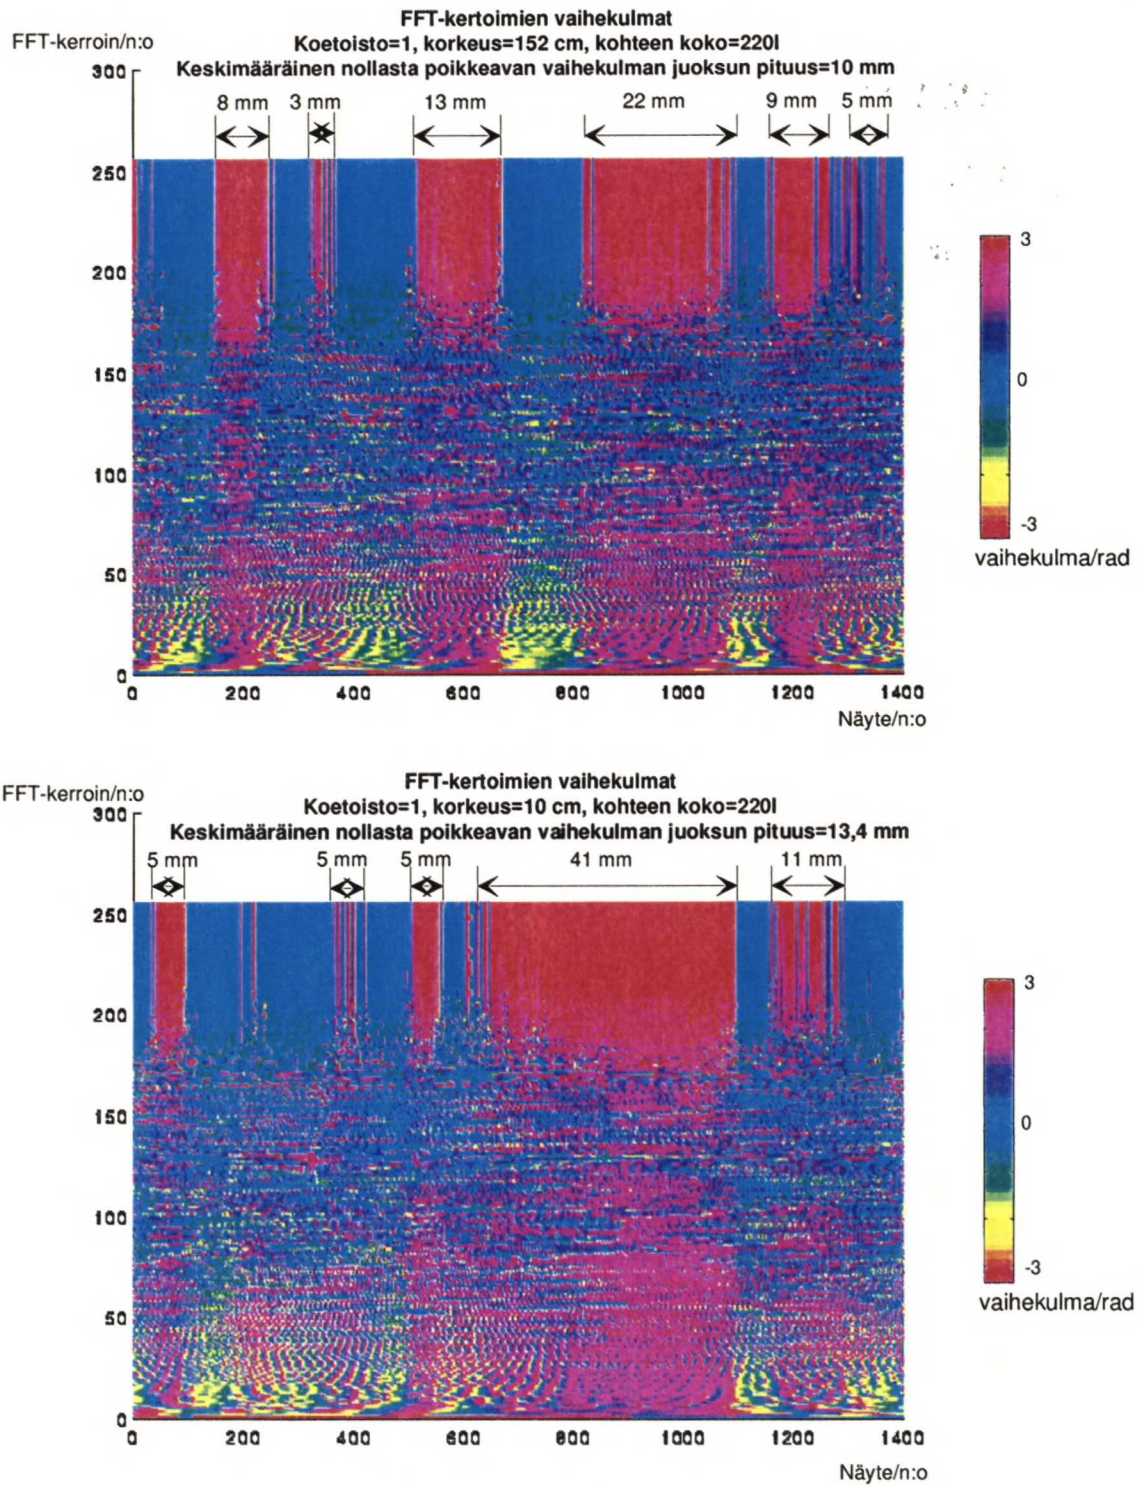 FFT-kertoimien vaihekulmat
FFT-kerroin/n:o
Koetoisto=1, korkeus=152 cm, kohteen koko=220l
Keskimääräinen nollasta poikkeavan vaihekulman juoksun pituus=10 mm
300
8 mm 3 mm 13 mm 22 mm 9 mm 5 mm
250
200
150
100
50
0
0 200 400 600 800 1000 1200 1400
Näyte/n:o
3
0
-3
vaihekulma/rad
FFT-kertoimien vaihekulmat
FFT-kerroin/n:o
Koetoisto=1, korkeus=10 cm, kohteen koko=220l
Keskimääräinen nollasta poikkeavan vaihekulman juoksun pituus=13,4 mm
300
5 mm 5 mm 5 mm 41 mm 11 mm
250
200
150
100
50
0
0 200 400 600 800 1000 1200 1400
Näyte/n:o
3
0
-3
vaihekulma/rad